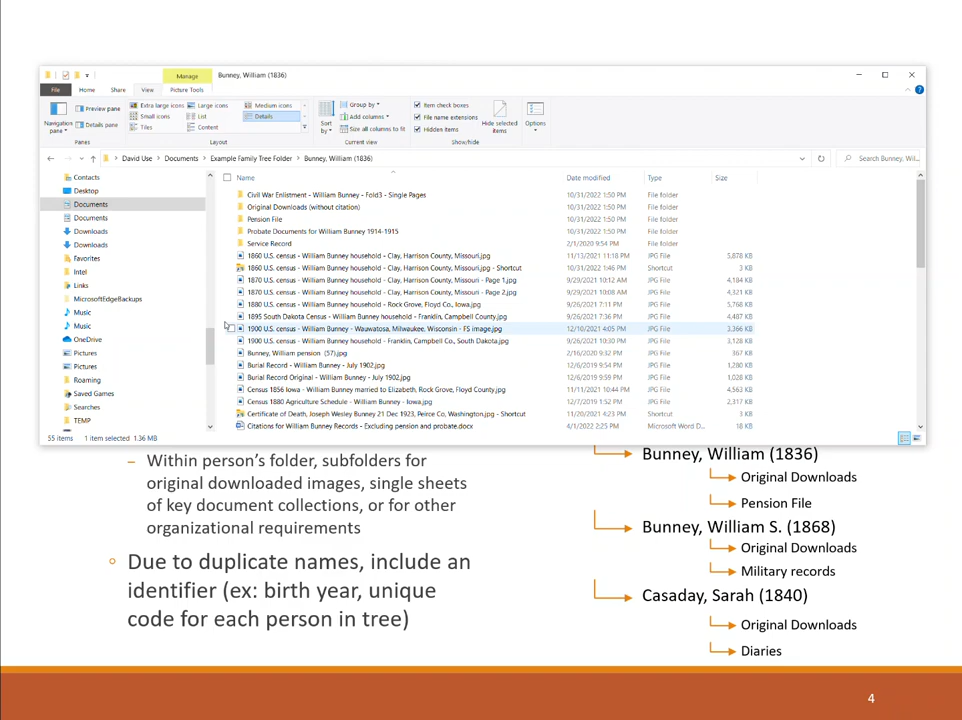 Manage
Bunney, William (1836)
File Home Share View Picture Tools
Navigation pane
Preview pane
Details pane
Panes
Extra large icons Large icons Medium icons
Small icons List Details
Tiles Content
Layout
Sort by
Group by
Add columns
Size all columns to fit
Current view
Item check boxes
File name extensions
Hidden items
Hide selected items
Show/hide
Options
David Use Documents Example Family Tree Folder Bunney, William (1836)
Search Bunney, Wil...
Contacts
Desktop
Documents
Documents
Downloads
Downloads
Favorites
Intel
Links
MicrosoftEdgeBackups
Music
Music
OneDrive
Pictures
Pictures
Roaming
Saved Games
Searches
TEMP
Name Date modified Type Size
Civil War Enlistment - William Bunney - Fold3 - Single Pages 10/31/2022 1:50 PM File folder
Original Downloads (without citation) 10/31/2022 1:50 PM File folder
Pension File 10/31/2022 1:50 PM File folder
Probate Documents for William Bunney 1914-1915 10/31/2022 1:50 PM File folder
Service Record 2/1/2020 9:54 PM File folder
1860 U.S. census - William Bunney household - Clay, Harrison County, Missouri.jpg 11/13/2021 11:18 PM JPG File 5,878 KB
1860 U.S. census - William Bunney household - Clay, Harrison County, Missouri.jpg - Shortcut 10/31/2022 1:46 PM Shortcut 3 KB
1870 U.S. census - William Bunney household - Clay, Harrison County, Missouri - Page 1.jpg 9/29/2021 10:12 AM JPG File 4,184 KB
1870 U.S. census - William Bunney household - Clay, Harrison County, Missouri - Page 2.jpg 9/29/2021 10:08 AM JPG File 4,321 KB
1880 U.S. census - William Bunney household - Rock Grove, Floyd Co., Iowa.jpg 9/26/2021 7:11 PM JPG File 5,768 KB
1895 South Dakota Census - William Bunney household - Franklin, Campbell County.jpg 9/26/2021 7:36 PM JPG File 4,487 KB
1900 U.S. census - William Bunney - Wauwatosa, Milwaukee, Wisconsin - FS image.jpg 12/10/2021 4:05 PM JPG File 3,366 KB
1900 U.S. census - William Bunney household - Franklin, Campbell Co., South Dakota.jpg 9/26/2021 10:30 PM JPG File 3,128 KB
Bunney, William pension (57).jpg 2/16/2020 9:32 PM JPG File 367 KB
Burial Record - William Bunney - July 1902.jpg 12/6/2019 9:54 PM JPG File 1,280 KB
Burial Record Original - William Bunney - July 1902.jpg 12/6/2019 9:59 PM JPG File 1,028 KB
Census 1856 Iowa - William Bunney married to Elizabeth, Rock Grove, Floyd County.jpg 11/11/2021 10:44 PM JPG File 4,563 KB
Census 1880 Agriculture Schedule - William Bunney - Iowa.jpg 12/7/2019 1:52 PM JPG File 2,317 KB
Certificate of Death, Joseph Wesley Bunney 21 Dec 1923, Peirce Co, Washington.jpg - Shortcut 11/20/2021 4:23 PM Shortcut 3 KB
Citations for William Bunney Records - Excluding pension and probate.docx 4/1/2022 2:25 PM Microsoft Word D... 18 KB
55 items 1 item selected 1.36 MB
– Within person's folder, subfolders for
original downloaded images, single sheets
of key document collections, or for other
organizational requirements
Due to duplicate names, include an
identifier (ex: birth year, unique
code for each person in tree)
Bunney, William (1836)
Original Downloads
Pension File
Bunney, William S. (1868)
Original Downloads
Military records
Casaday, Sarah (1840)
Original Downloads
Diaries
4